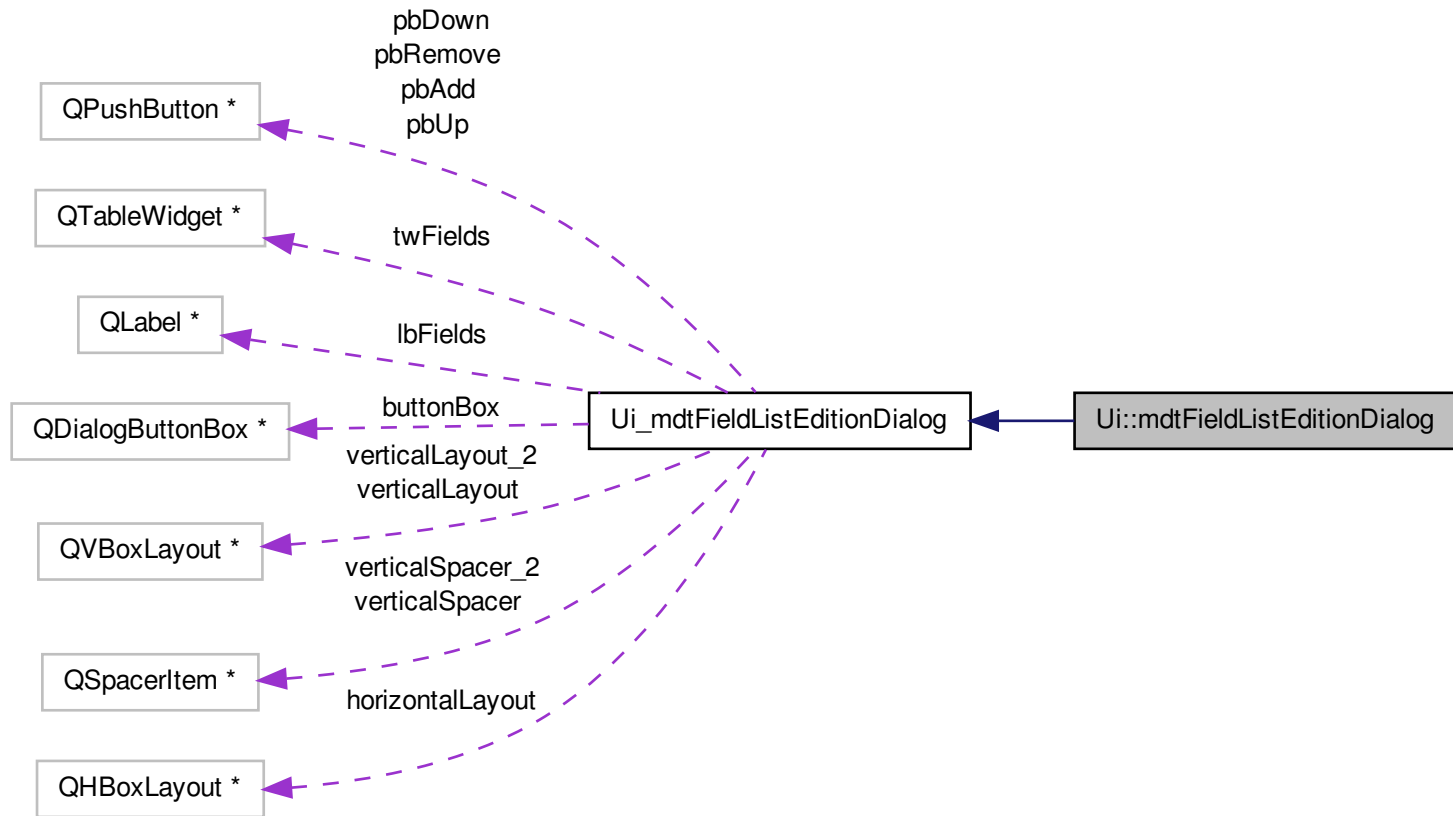 pbDown
pbRemove
pbAdd
pbUp
QPushButton *
QTableWidget *
twFields
QLabel *
lbFields
QDialogButtonBox *
buttonBox
Ui_mdtFieldListEditionDialog
Ui::mdtFieldListEditionDialog
verticalLayout_2
verticalLayout
QVBoxLayout *
verticalSpacer_2
verticalSpacer
QSpacerItem *
horizontalLayout
QHBoxLayout *